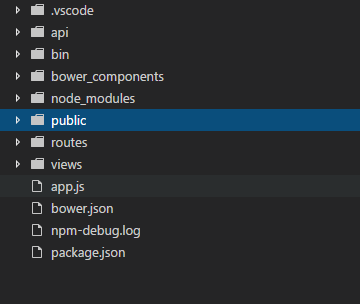 .vscode
api
bin
bower_components
node_modules
public
routes
views
app.js
bower.json
npm-debug.log
package.json